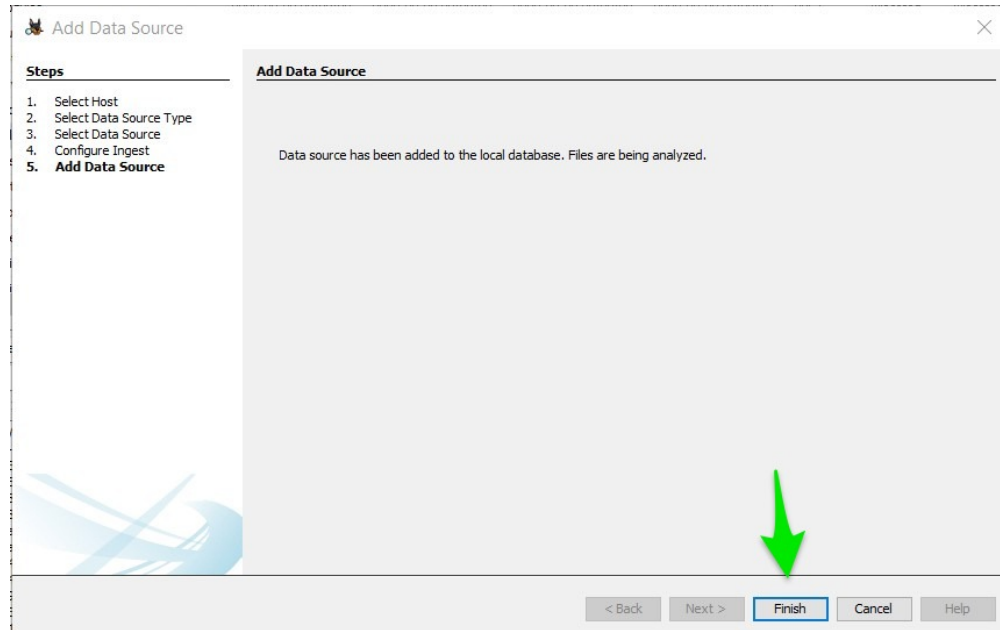 Add Data Source
Steps
1. Select Host
2. Select Data Source Type
3. Select Data Source
4. Configure Ingest
5. Add Data Source
Add Data Source
Data source has been added to the local database. Files are being analyzed.
< Back Next > Finish Cancel Help